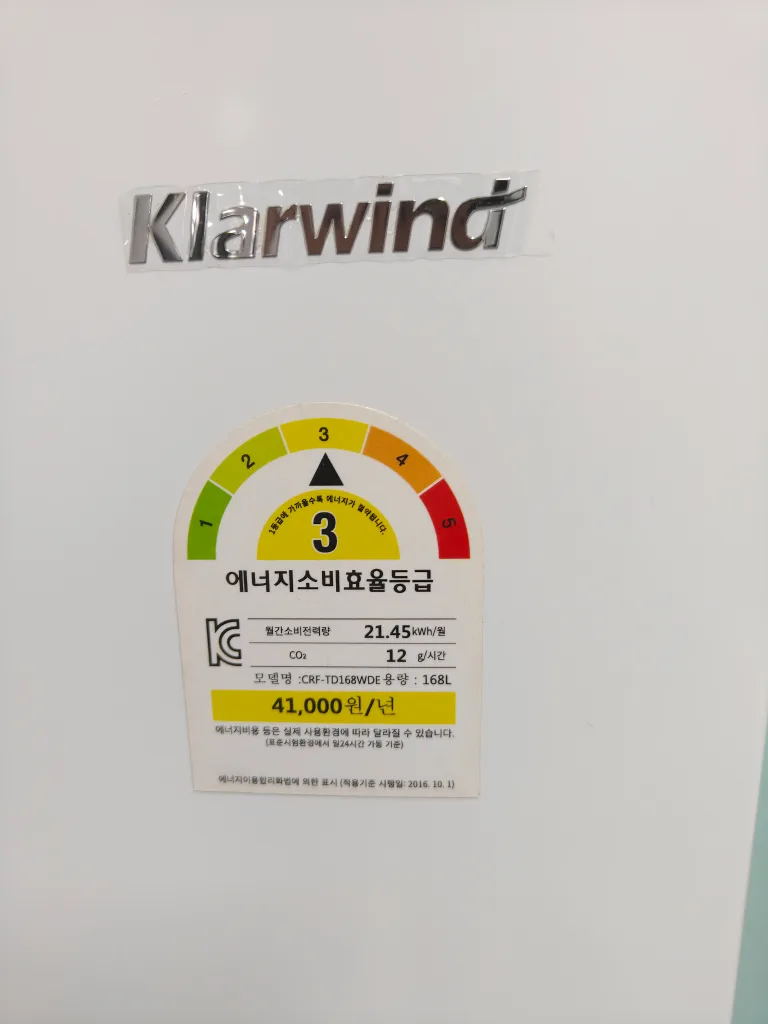 Klarwind
1 2 3 4 5
1등급에 가까울수록 에너지가 절약됩니다.
3
에너지소비효율등급
월간소비전력량 21.45kWh/월
CO₂ 12 g/시간
모델명 :CRF-TD168WDE 용량 : 168L
41,000원/년
에너지비용 등은 실제 사용환경에 따라 달라질 수 있습니다.
(표준시험환경에서 일24시간 가동 기준)
에너지이용합리화법에 의한 표시 (적용기준 시행일: 2016. 10. 1)